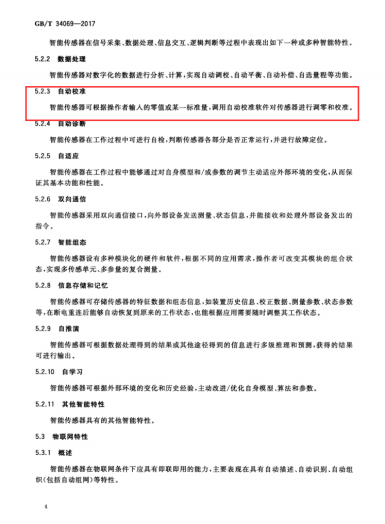 GB/T 34069—2017
智能传感器在信号采集、数据处理、信息交互、逻辑判断等过程中表现出如下一种或多种智能特性。
5.2.2 数据处理
智能传感器对数字化的数据进行分析、计算,实现自动调校、自动平衡、自动补偿、自选量程等功能。
5.2.3 自动校准
智能传感器可根据操作者输入的零值或某一标准量,调用自动校准软件对传感器进行调零和校准。
5.2.4 自动诊断
智能传感器在工作过程中可进行自检,判断传感器各部分是否正常运行,并进行故障定位。
5.2.5 自适应
智能传感器在工作过程中能够通过对自身模型和/或参数的调节主动适应外部环境的变化,从而保
证其基本功能和性能。
5.2.6 双向通信
智能传感器采用双向通信接口,向外部设备发送测量、状态信息,并能接收和处理外部设备发出的
指令。
5.2.7 智能组态
智能传感器设有多种模块化的硬件和软件,根据不同的应用需求,操作者可改变其模块的组合状
态,实现多传感单元、多参量的复合测量。
5.2.8 信息存储和记忆
智能传感器可存储传感器的特征数据和组态信息,如装置历史信息、校正数据、测量参数、状态参数
等,在断电重连后能够自动恢复到原来的工作状态,也能根据应用需要随时调整其工作状态。
5.2.9 自推演
智能传感器可根据数据处理得到的结果或其他途径得到的信息进行多级推理和预测,获得的结果
可进行输出。
5.2.10 自学习
智能传感器可根据外部环境的变化和历史经验,主动改进/优化自身模型、算法和参数。
5.2.11 其他智能特性
智能传感器具有的其他智能特性。
5.3 物联网特性
5.3.1 概述
智能传感器在物联网条件下应具有即联即用的能力,主要表现在具有自动描述、自动识别、自动组
织(包括自动组网)等特性。
4